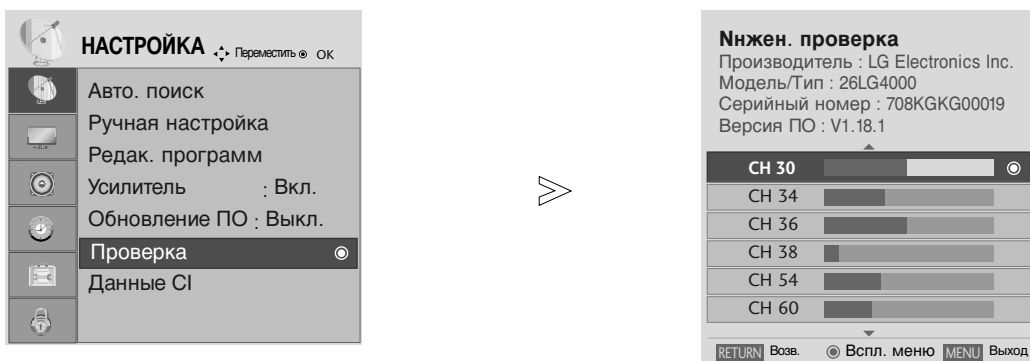 НАСТРОЙКА Переместить OK
Авто. поиск
Ручная настройка
Редак. программ
Усилитель : Вкл.
Обновление ПО : Выкл.
Проверка
Данные CI
Nнжен. проверка
Производитель : LG Electronics Inc.
Модель/Тип : 26LG4000
Серийный номер : 708KGKG00019
Версия ПО : V1.18.1
CH 30
CH 34
CH 36
CH 38
CH 54
CH 60
RETURN Возв. Вспл. меню MENU Выход